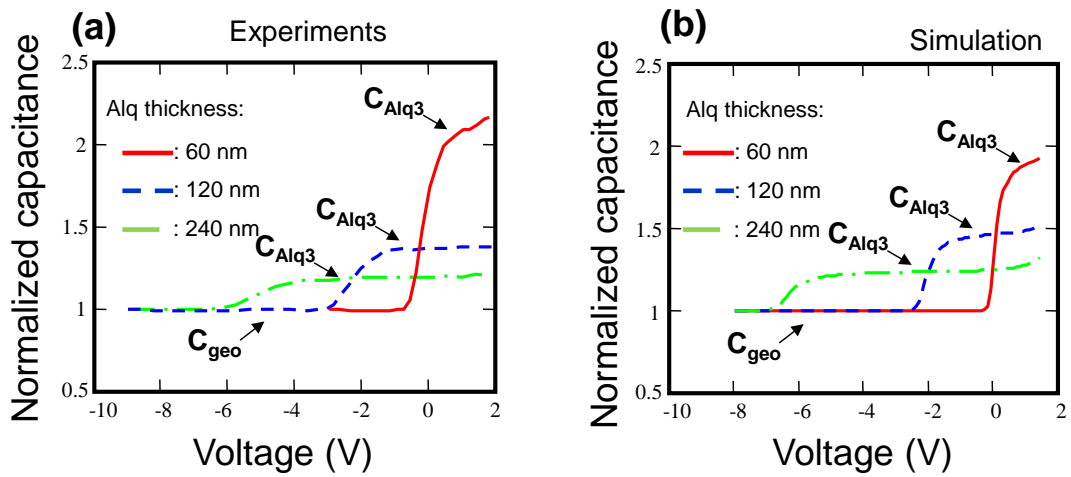 (a)
Experiments
Normalized capacitance
2.5
2
1.5
1
0.5
Alq thickness:
: 60 nm
: 120 nm
: 240 nm
CAlq3
CAlq3
CAlq3
Cgeo
-10 -8 -6 -4 -2 0 2
Voltage (V)
(b)
Simulation
Normalized capacitance
2.5
2
1.5
1
0.5
Alq thickness:
: 60 nm
: 120 nm
: 240 nm
CAlq3
CAlq3
CAlq3
Cgeo
-10 -8 -6 -4 -2 0 2
Voltage (V)